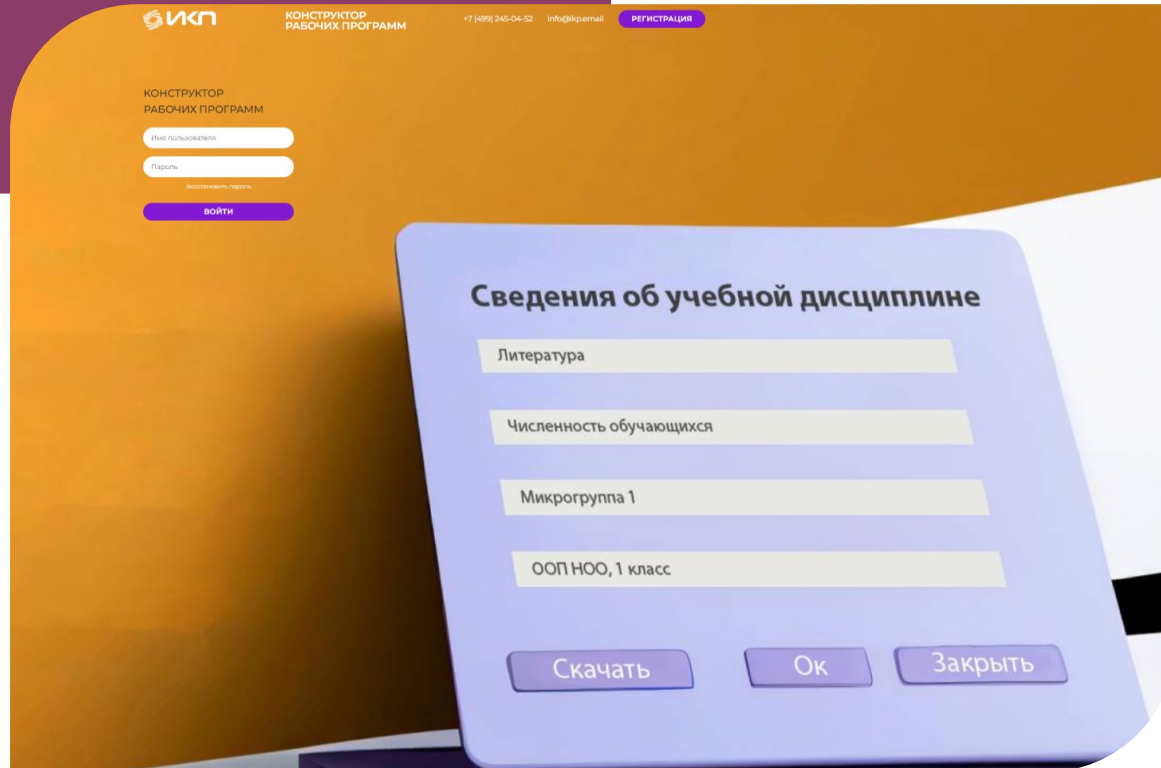 ИКП
КОНСТРУКТОР
РАБОЧИХ ПРОГРАММ
+7 (499) 245-04-52
info@ikp.email
РЕГИСТРАЦИЯ
КОНСТРУКТОР
РАБОЧИХ ПРОГРАММ
Имя пользователя
Пароль
Восстановить пароль
ВОЙТИ
Сведения об учебной дисциплине
Литература
Численность обучающихся
Микрогруппа 1
ООП НОО, 1 класс
Скачать
Ок
Закрыть